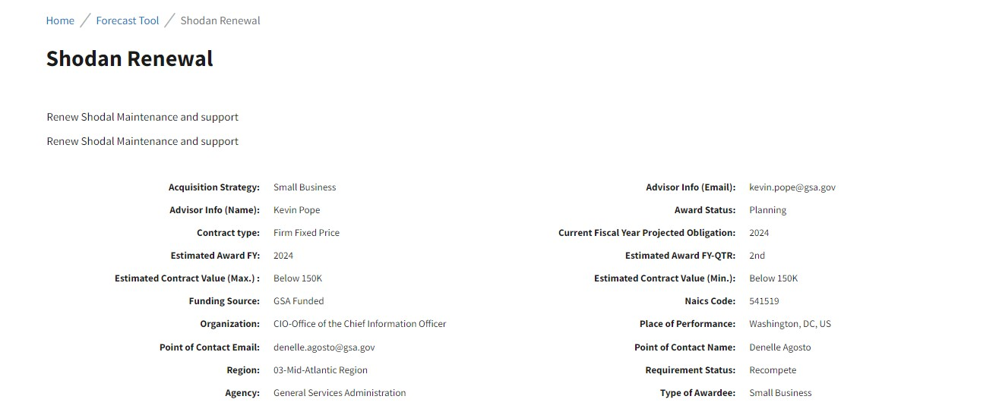 Home / Forecast Tool / Shodan Renewal
Shodan Renewal
Renew Shodal Maintenance and support
Renew Shodal Maintenance and support
Acquisition Strategy: Small Business Advisor Info (Email): kevin.pope@gsa.gov
Advisor Info (Name): Kevin Pope Award Status: Planning
Contract type: Firm Fixed Price Current Fiscal Year Projected Obligation: 2024
Estimated Award FY: 2024 Estimated Award FY-QTR: 2nd
Estimated Contract Value (Max.) : Below 150K Estimated Contract Value (Min.): Below 150K
Funding Source: GSA Funded Naics Code: 541519
Organization: CIO-Office of the Chief Information Officer Place of Performance: Washington, DC, US
Point of Contact Email: denelle.agosto@gsa.gov Point of Contact Name: Denelle Agosto
Region: 03-Mid-Atlantic Region Requirement Status: Recompete
Agency: General Services Administration Type of Awardee: Small Business